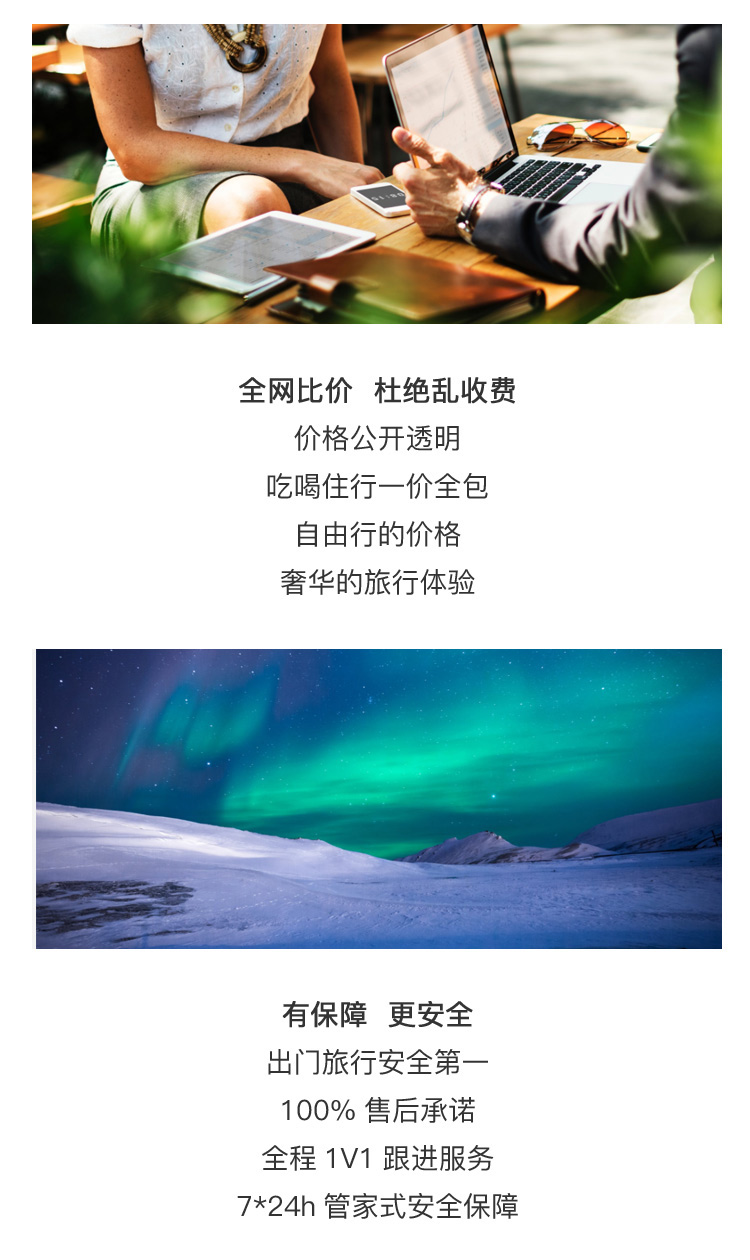 全网比价 杜绝乱收费
价格公开透明
吃喝住行一价全包
自由行的价格
奢华的旅行体验
有保障 更安全
出门旅行安全第一
100% 售后承诺
全程 1V1 跟进服务
7*24h 管家式安全保障